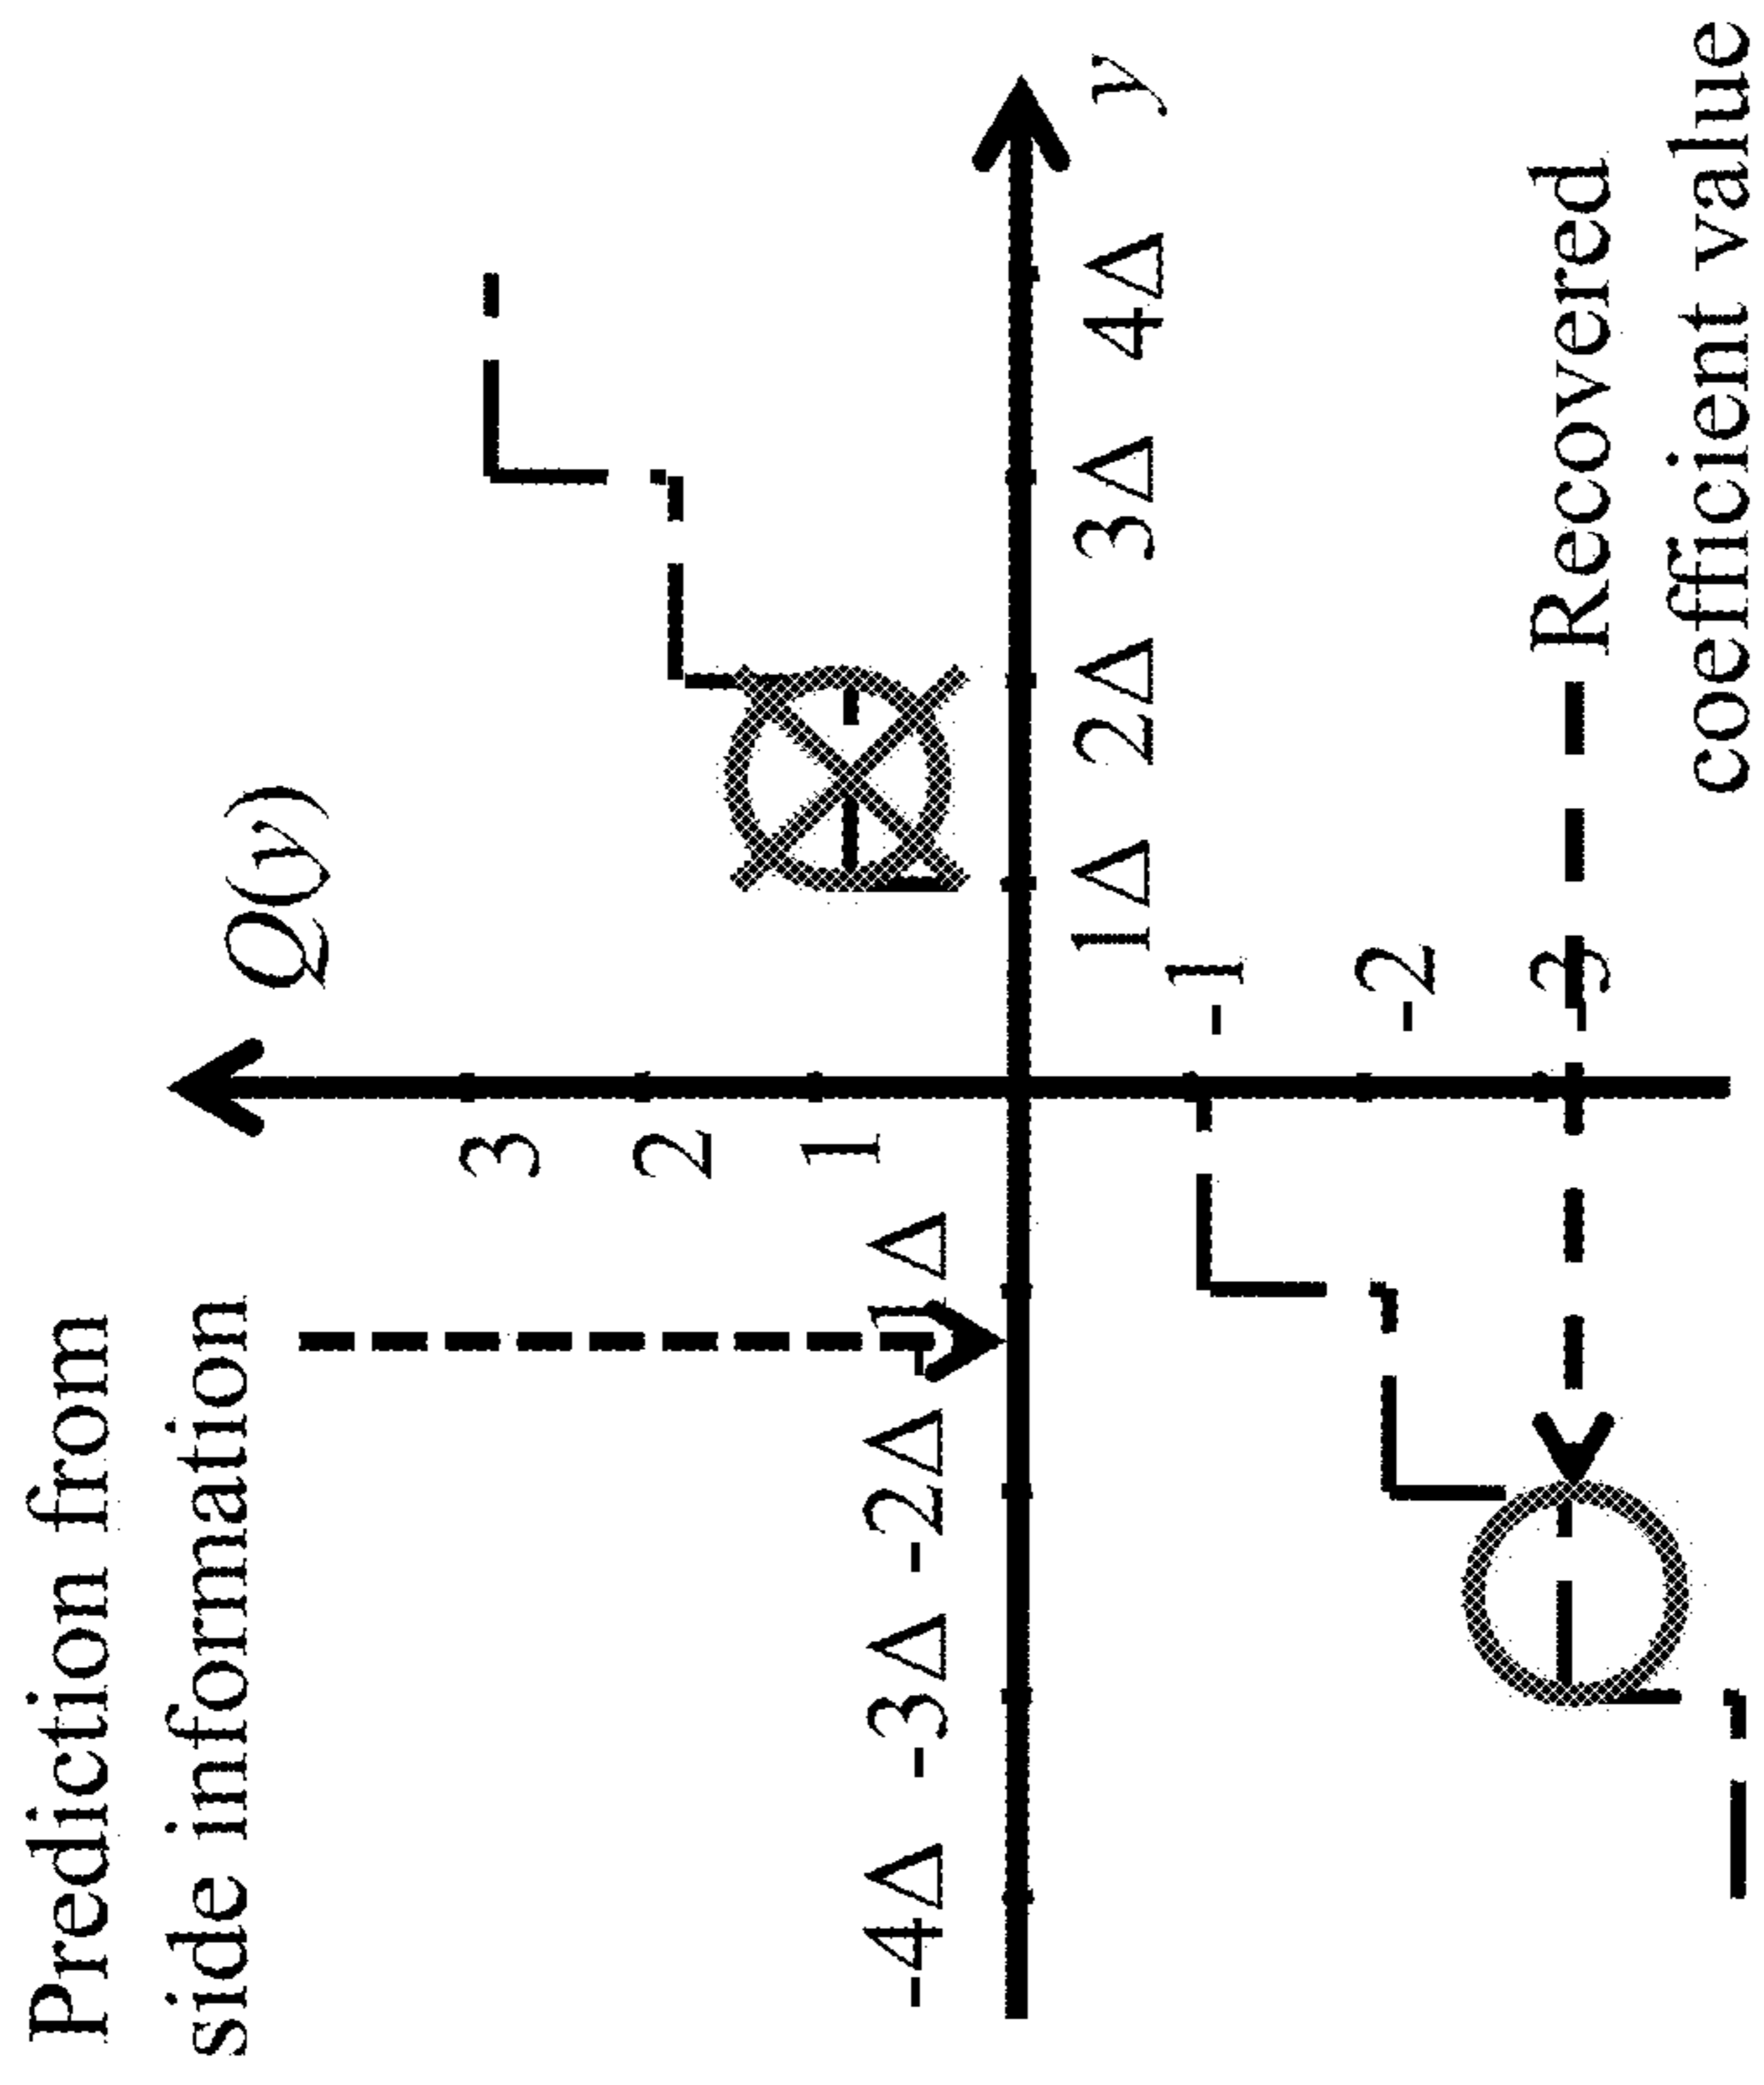 Prediction from
side information
Q(y)
3
2
1
-4Δ -3Δ -2Δ -1Δ
1Δ 2Δ 3Δ 4Δ
y
-1
-2
-3
Recovered
coefficient value